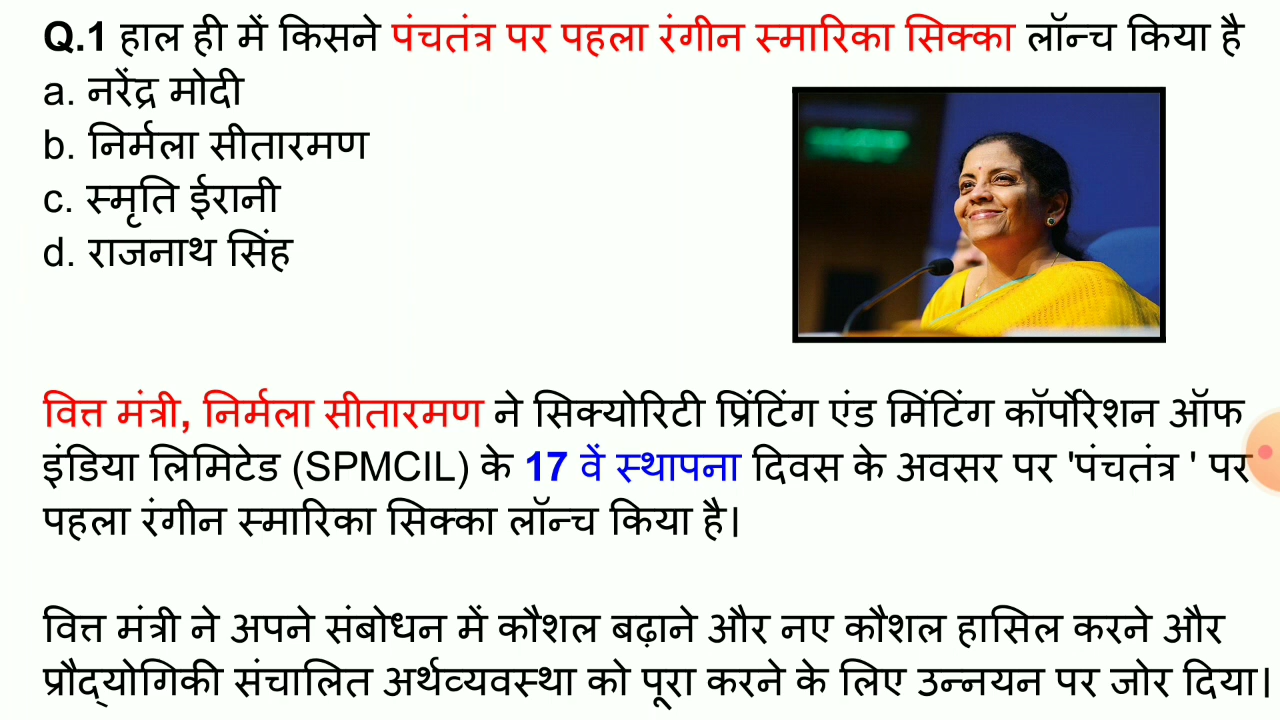 Q.1 हाल ही में किसने पंचतंत्र पर पहला रंगीन स्मारिका सिक्का लॉन्च किया है
a. नरेंद्र मोदी
b. निर्मला सीतारमण
c. स्मृति ईरानी
d. राजनाथ सिंह
वित्त मंत्री, निर्मला सीतारमण ने सिक्योरिटी प्रिंटिंग एंड मिंटिंग कॉर्पोरेशन ऑफ
इंडिया लिमिटेड (SPMCIL) के 17 वें स्थापना दिवस के अवसर पर 'पंचतंत्र ' पर
पहला रंगीन स्मारिका सिक्का लॉन्च किया है।
वित्त मंत्री ने अपने संबोधन में कौशल बढ़ाने और नए कौशल हासिल करने और
प्रौद्योगिकी संचालित अर्थव्यवस्था को पूरा करने के लिए उन्नयन पर जोर दिया।